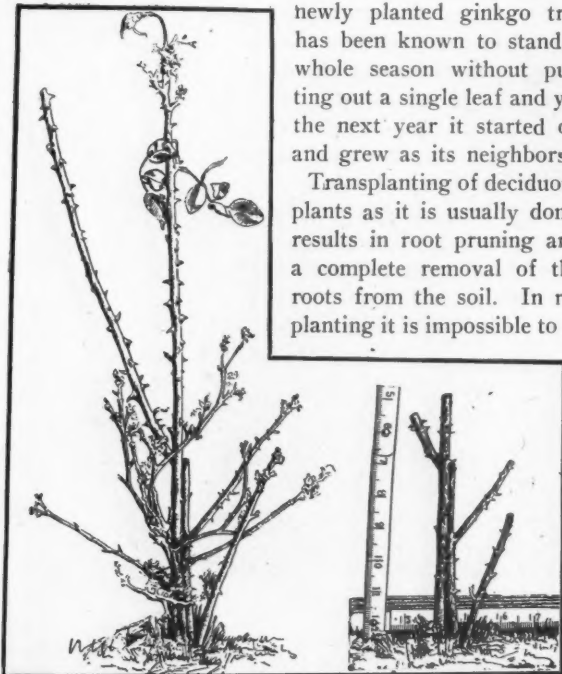 newly planted ginkgo tr
has been known to stand
whole season without pu
ting out a single leaf and y
the next year it started o
and grew as its neighbors
Transplanting of deciduo
plants as it is usually don
results in root pruning an
a complete removal of th
roots from the soil. In r
planting it is impossible to